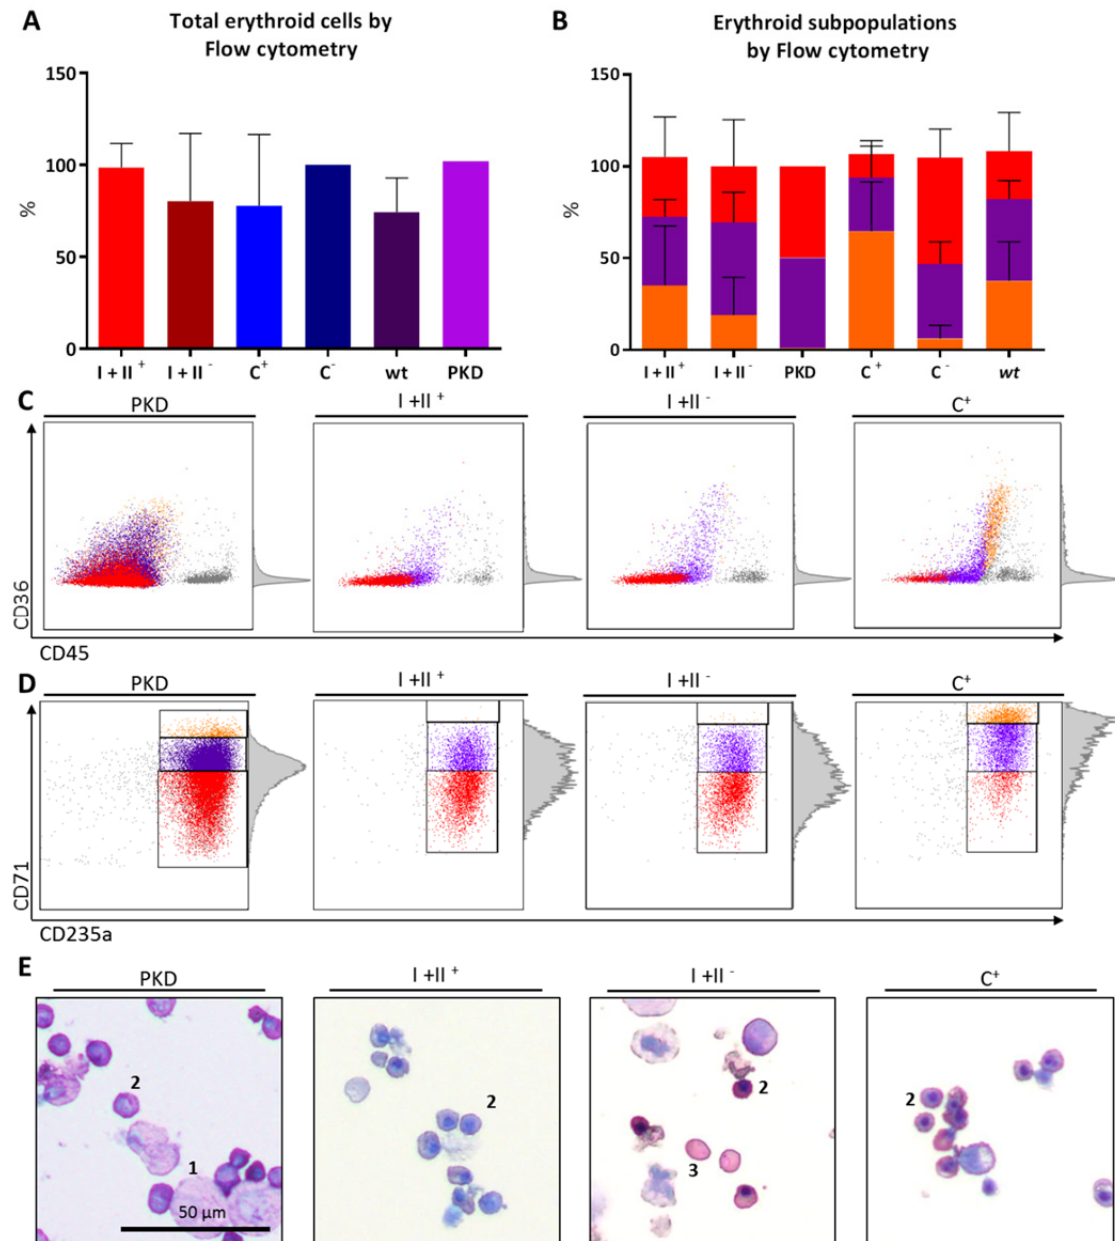 A
Total erythroid cells by
Flow cytometry
150
100
50
0
%
I + II +
I + II -
C+
C-
wt
PKD
B
Erythroid subpopulations
by Flow cytometry
150
100
50
0
%
I + II +
I + II -
PKD
C+
C-
wt
C
PKD
I +II +
I +II -
C+
CD36
CD45
D
PKD
I +II +
I +II -
C+
CD71
CD235a
E
PKD
I +II +
I +II -
C+
2
1
50 µm
2
2
3
2